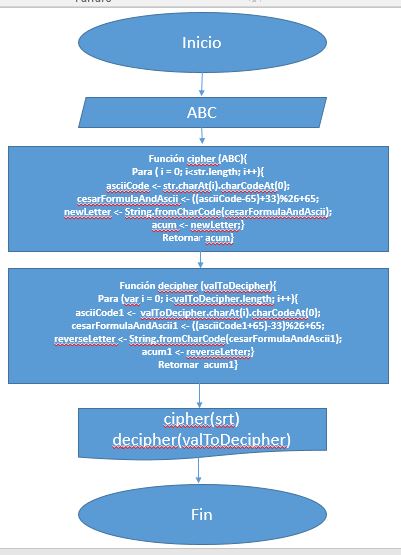 Inicio
ABC
Función cipher (ABC){
Para ( i = 0; i<str.length; i++){
asciiCode <- str.charAt(i).charCodeAt(0);
cesarFormulaAndAscii <- ((asciiCode-65)+33)%26+65;
newLetter <- String.fromCharCode(cesarFormulaAndAscii);
acum <- newLetter;}
Retornar acum}
Función decipher (valToDecipher){
Para (var i = 0; i<valToDecipher.length; i++){
asciiCode1 <- valToDecipher.charAt(i).charCodeAt(0);
cesarFormulaAndAscii1 <- ((asciiCode1+65)-33)%26+65;
reverseLetter <- String.fromCharCode(cesarFormulaAndAscii1);
acum1 <- reverseLetter;}
Retornar acum1}
cipher(srt)
decipher(valToDecipher)
Fin